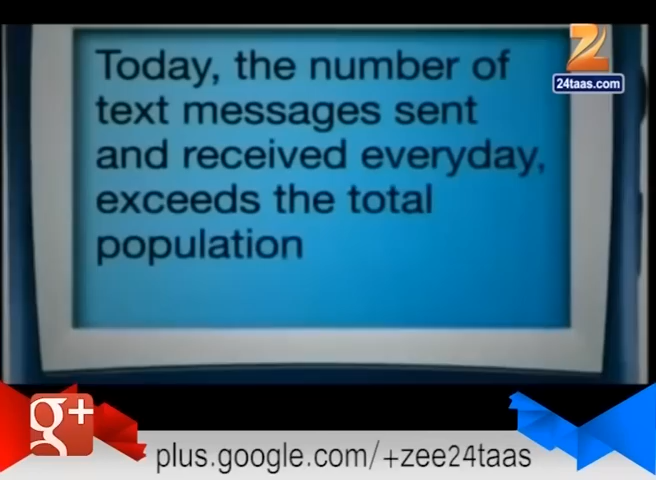 Today, the number of
text messages sent
and received everyday,
exceeds the total
population
24taas.com
g+
plus.google.com/+zee24taas